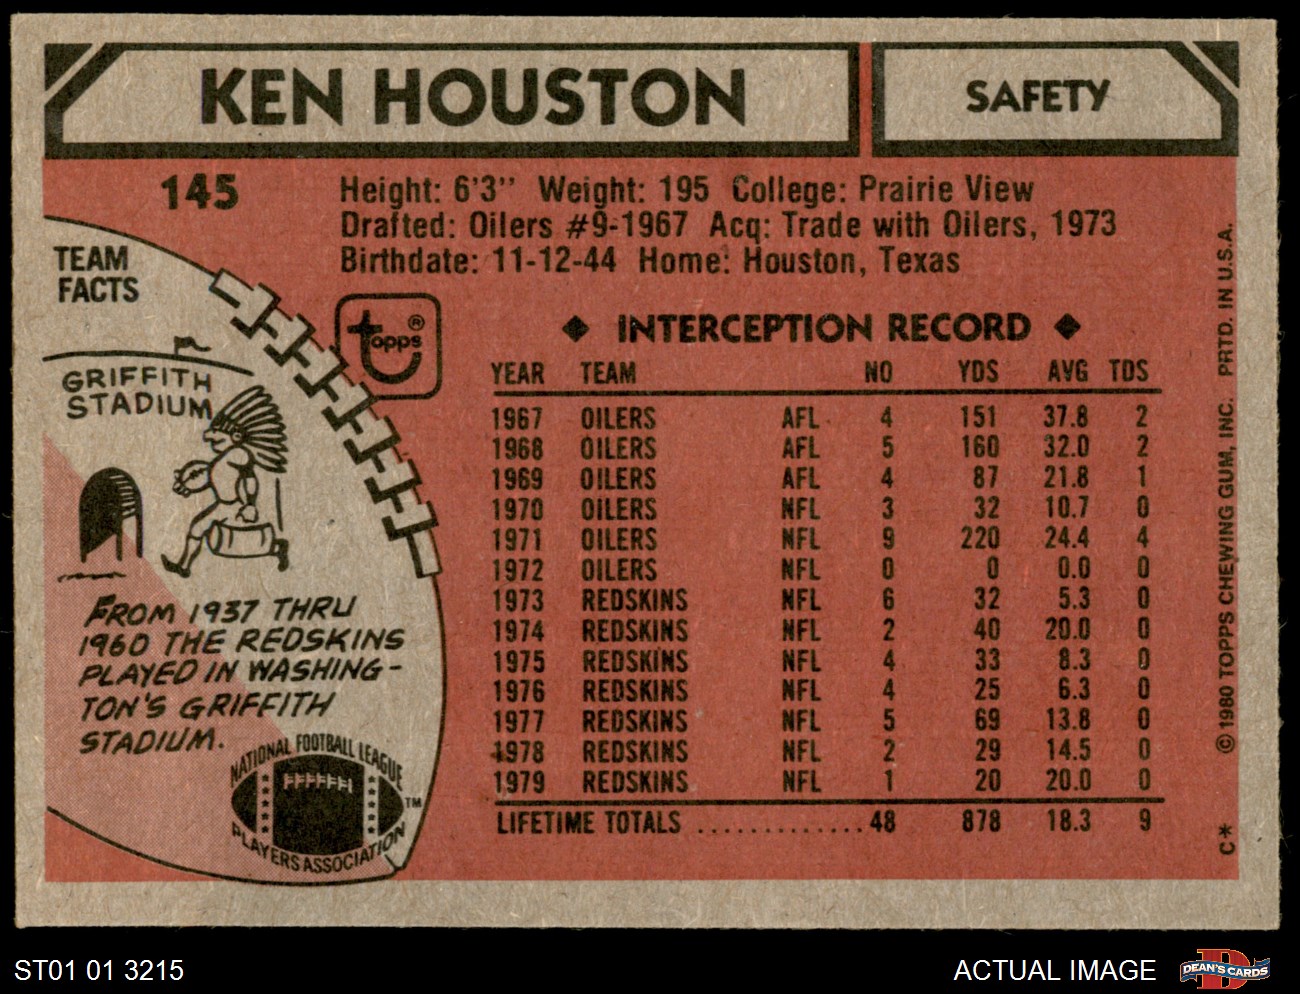 KEN HOUSTON
SAFETY
145
Height: 6'3" Weight: 195 College: Prairie View
Drafted: Oilers #9-1967 Acq: Trade with Oilers, 1973
Birthdate: 11-12-44 Home: Houston, Texas
TEAM
FACTS
GRIFFITH
STADIUM
FROM 1937 THRU
1960 THE REDSKINS
PLAYED IN WASHING-
TON'S GRIFFITH
STADIUM.
NATIONAL FOOTBALL LEAGUE
PLAYERS ASSOCIATION
TM
topps®
◆ INTERCEPTION RECORD ◆
YEAR TEAM NO YDS AVG TDS
1967 OILERS AFL 4 151 37.8 2
1968 OILERS AFL 5 160 32.0 2
1969 OILERS AFL 4 87 21.8 1
1970 OILERS NFL 3 32 10.7 0
1971 OILERS NFL 9 220 24.4 4
1972 OILERS NFL 0 0 0.0 0
1973 REDSKINS NFL 6 32 5.3 0
1974 REDSKINS NFL 2 40 20.0 0
1975 REDSKINS NFL 4 33 8.3 0
1976 REDSKINS NFL 4 25 6.3 0
1977 REDSKINS NFL 5 69 13.8 0
1978 REDSKINS NFL 2 29 14.5 0
1979 REDSKINS NFL 1 20 20.0 0
LIFETIME TOTALS .............48 878 18.3 9
C* © 1980 TOPPS CHEWING GUM, INC. PRTD. IN U.S.A.
ST01 01 3215
ACTUAL IMAGE
D
DEAN'S CARDS